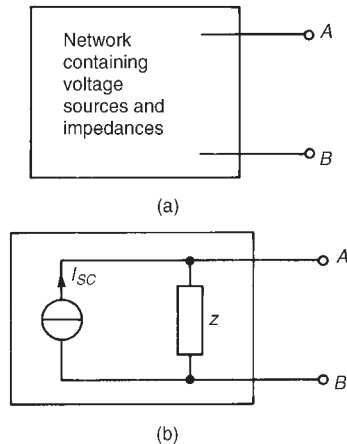 Network
containing
voltage
sources and
impedances
A
B
(a)
I_SC
z
A
B
(b)